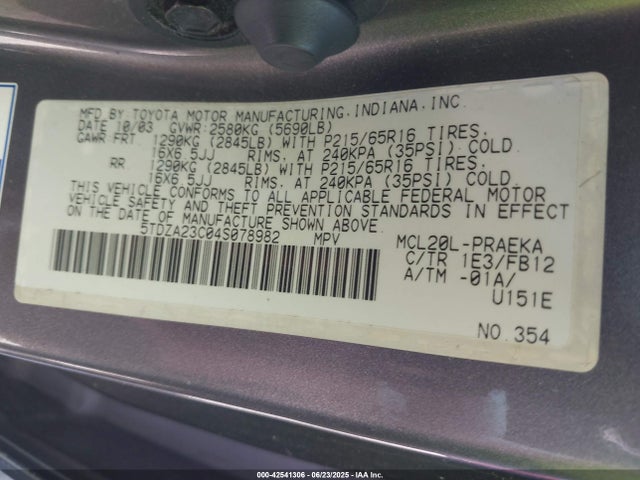 MFD.BY TOYOTA MOTOR MANUFACTURING,INDIANA,INC.
DATE 10/03 GVWR:2580KG (5690LB)
GAWR:FRT 1290KG (2845LB) WITH P215/65R16 TIRES,
16X6.5JJ RIMS, AT 240KPA (35PSI) COLD
RR 1290KG (2845LB) WITH P215/65R16 TIRES,
16X6.5JJ RIMS, AT 240KPA (35PSI) COLD
THIS VEHICLE CONFORMS TO ALL APPLICABLE FEDERAL MOTOR
VEHICLE SAFETY AND THEFT PREVENTION STANDARDS IN EFFECT
ON THE DATE OF MANUFACTURE SHOWN ABOVE.
5TDZA23C04S078982 MPV MCL20L-PRAEKA
C/TR 1E3/FB12
A/TM -01A/
U151E
NO.354
000-42541306 | 06/23/2025 | IAA Inc.